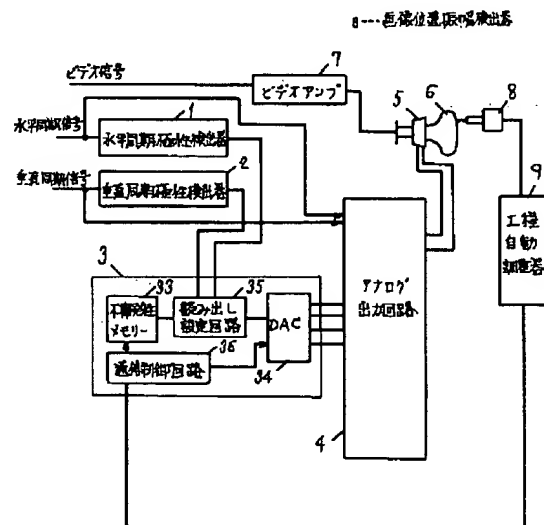 8…画像位置振幅検出器
ビデオ信号
7
ビデオアンプ
5
6
8
水平同期信号
1
水平同期極性検出器
垂直同期信号
2
垂直同期極性検出器
9
工程
自動
調整器
3
33
不揮発性
メモリー
35
読み出し
設定回路
DAC
34
36
通信制御回路
アナログ
出力回路
4